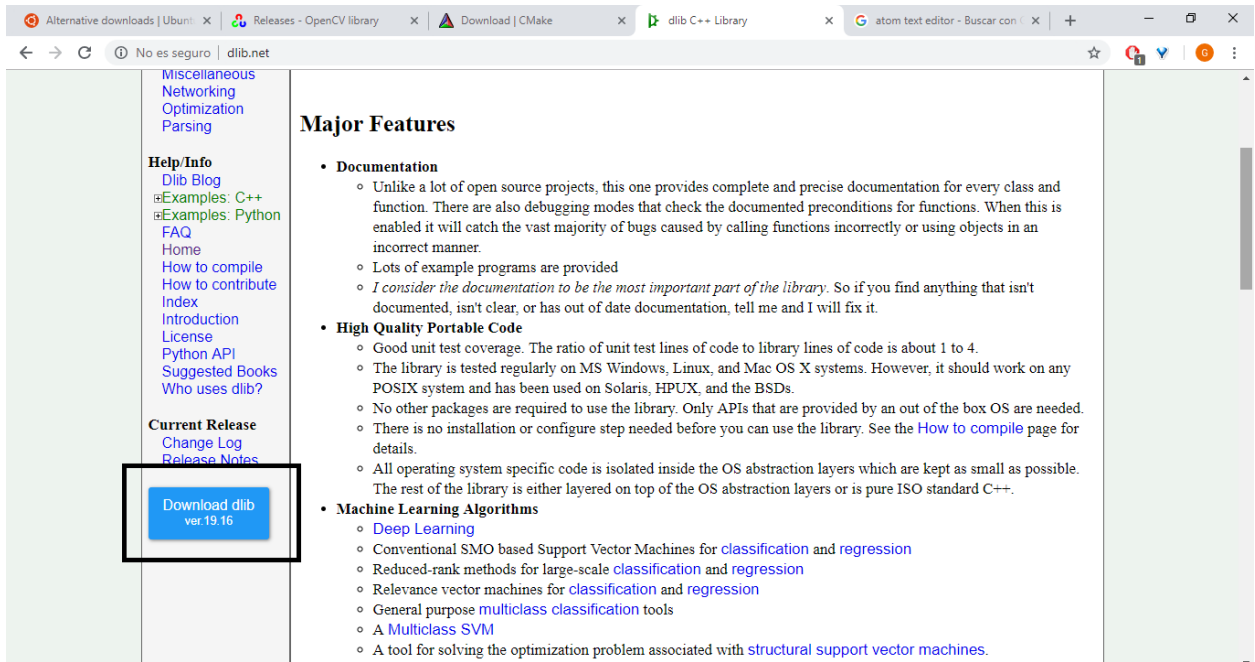 Alternative downloads | Ubunt
Releases - OpenCV library
Download | CMake
dlib C++ Library
atom text editor - Buscar con
No es seguro | dlib.net
1
G
Miscellaneous
Networking
Optimization
Parsing
Help/Info
Dlib Blog
Examples: C++
Examples: Python
FAQ
Home
How to compile
How to contribute
Index
Introduction
License
Python API
Suggested Books
Who uses dlib?
Current Release
Change Log
Release Notes
Download dlib
ver.19.16
Major Features
• Documentation
◦ Unlike a lot of open source projects, this one provides complete and precise documentation for every class and
function. There are also debugging modes that check the documented preconditions for functions. When this is
enabled it will catch the vast majority of bugs caused by calling functions incorrectly or using objects in an
incorrect manner.
◦ Lots of example programs are provided
◦ I consider the documentation to be the most important part of the library. So if you find anything that isn't
documented, isn't clear, or has out of date documentation, tell me and I will fix it.
• High Quality Portable Code
◦ Good unit test coverage. The ratio of unit test lines of code to library lines of code is about 1 to 4.
◦ The library is tested regularly on MS Windows, Linux, and Mac OS X systems. However, it should work on any
POSIX system and has been used on Solaris, HPUX, and the BSDs.
◦ No other packages are required to use the library. Only APIs that are provided by an out of the box OS are needed.
◦ There is no installation or configure step needed before you can use the library. See the How to compile page for
details.
◦ All operating system specific code is isolated inside the OS abstraction layers which are kept as small as possible.
The rest of the library is either layered on top of the OS abstraction layers or is pure ISO standard C++.
• Machine Learning Algorithms
◦ Deep Learning
◦ Conventional SMO based Support Vector Machines for classification and regression
◦ Reduced-rank methods for large-scale classification and regression
◦ Relevance vector machines for classification and regression
◦ General purpose multiclass classification tools
◦ A Multiclass SVM
◦ A tool for solving the optimization problem associated with structural support vector machines.